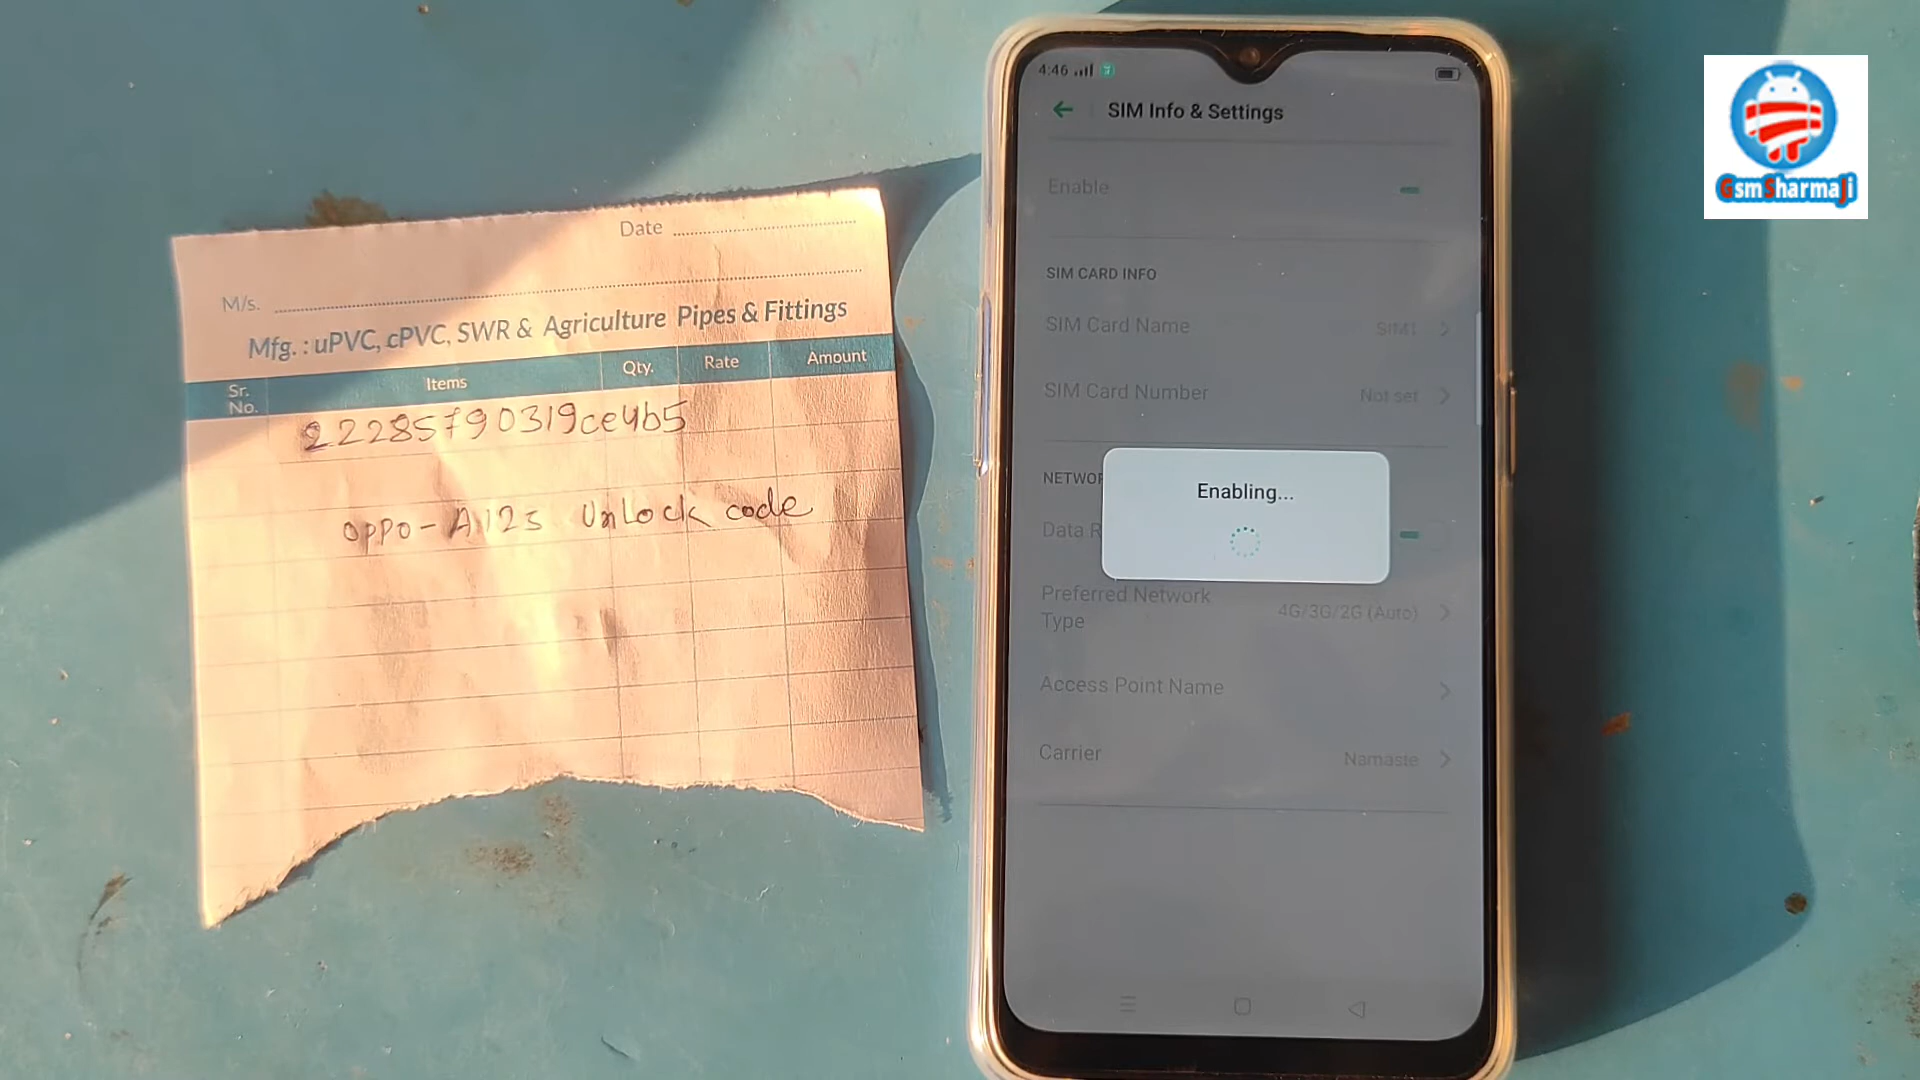 Date
M/s.
Mfg. : uPVC, cPVC, SWR & Agriculture Pipes & Fittings
Sr. No. Items Qty. Rate Amount
22285790319ce4b5
oppo-A12s Unlock code
4:46
SIM Info & Settings
Enable
SIM CARD INFO
SIM Card Name SIM1
SIM Card Number Not set
NETWOR
Enabling...
Data R
Preferred Network Type 4G/3G/2G (Auto)
Access Point Name
Carrier Namaste
GsmSharmaJi